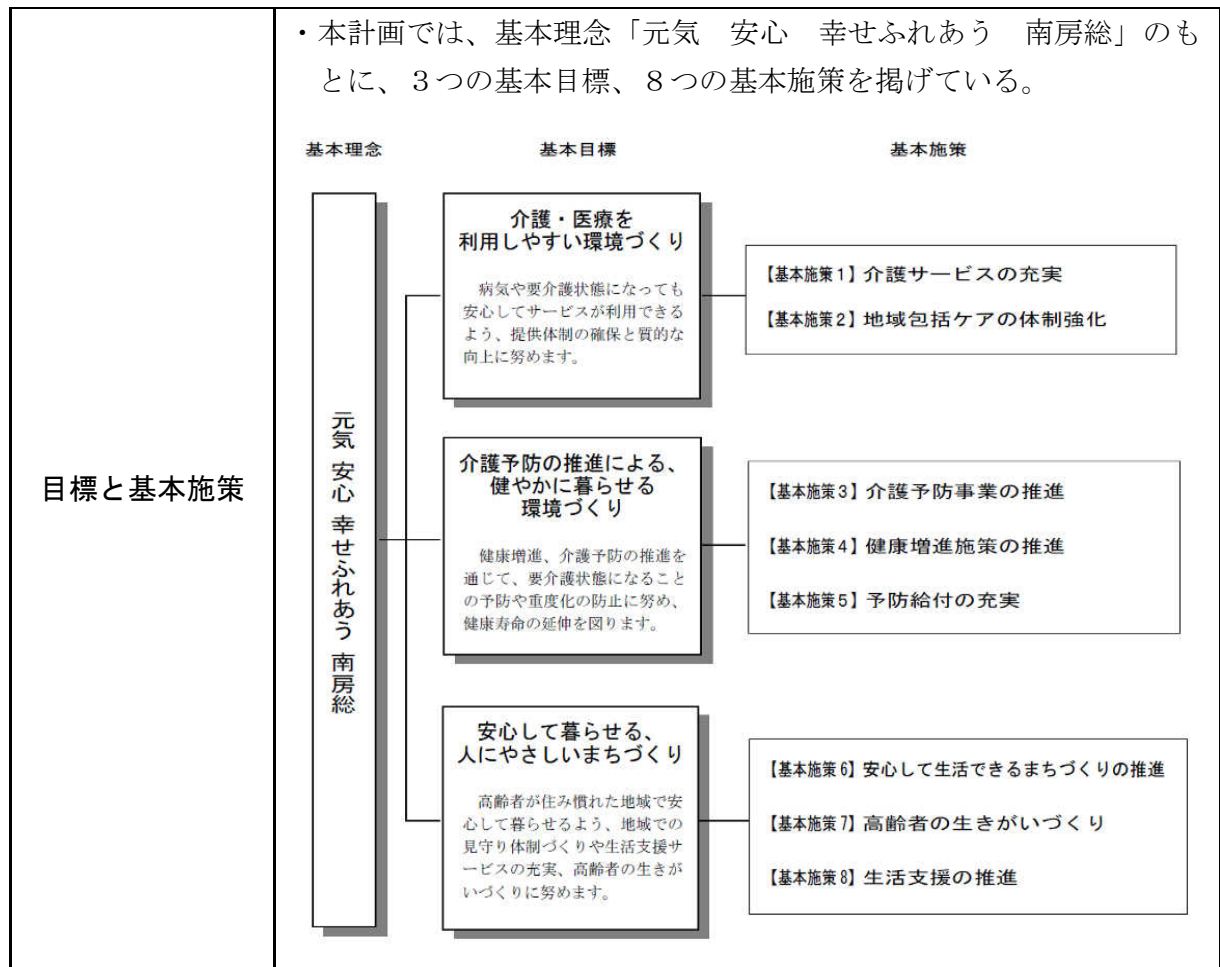 ・本計画では、基本理念「元気　安心　幸せふれあう　南房総」のも
とに、３つの基本目標、８つの基本施策を掲げている。
目標と基本施策
基本理念
基本目標
基本施策
元気 安心 幸せふれあう 南房総
介護・医療を
利用しやすい環境づくり
病気や要介護状態になっても
安心してサービスが利用できる
よう、提供体制の確保と質的な
向上に努めます。
【基本施策1】介護サービスの充実
【基本施策2】地域包括ケアの体制強化
介護予防の推進による、
健やかに暮らせる
環境づくり
健康増進、介護予防の推進を
通じて、要介護状態になること
の予防や重度化の防止に努め、
健康寿命の延伸を図ります。
【基本施策3】介護予防事業の推進
【基本施策4】健康増進施策の推進
【基本施策5】予防給付の充実
安心して暮らせる、
人にやさしいまちづくり
高齢者が住み慣れた地域で安
心して暮らせるよう、地域での
見守り体制づくりや生活支援サ
ービスの充実、高齢者の生きが
いづくりに努めます。
【基本施策6】安心して生活できるまちづくりの推進
【基本施策7】高齢者の生きがいづくり
【基本施策8】生活支援の推進